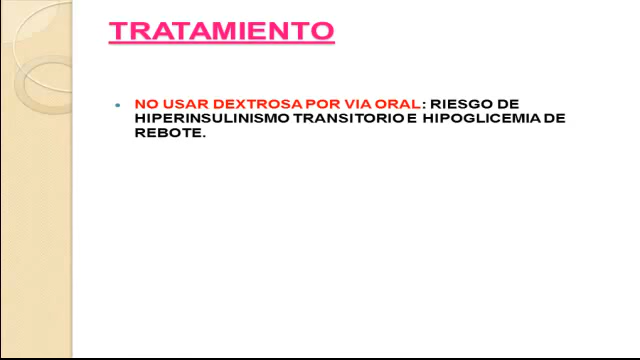 TRATAMIENTO
• NO USAR DEXTROSA POR VIA ORAL: RIESGO DE
HIPERINSULINISMO TRANSITORIO E HIPOGLICEMIA DE
REBOTE.